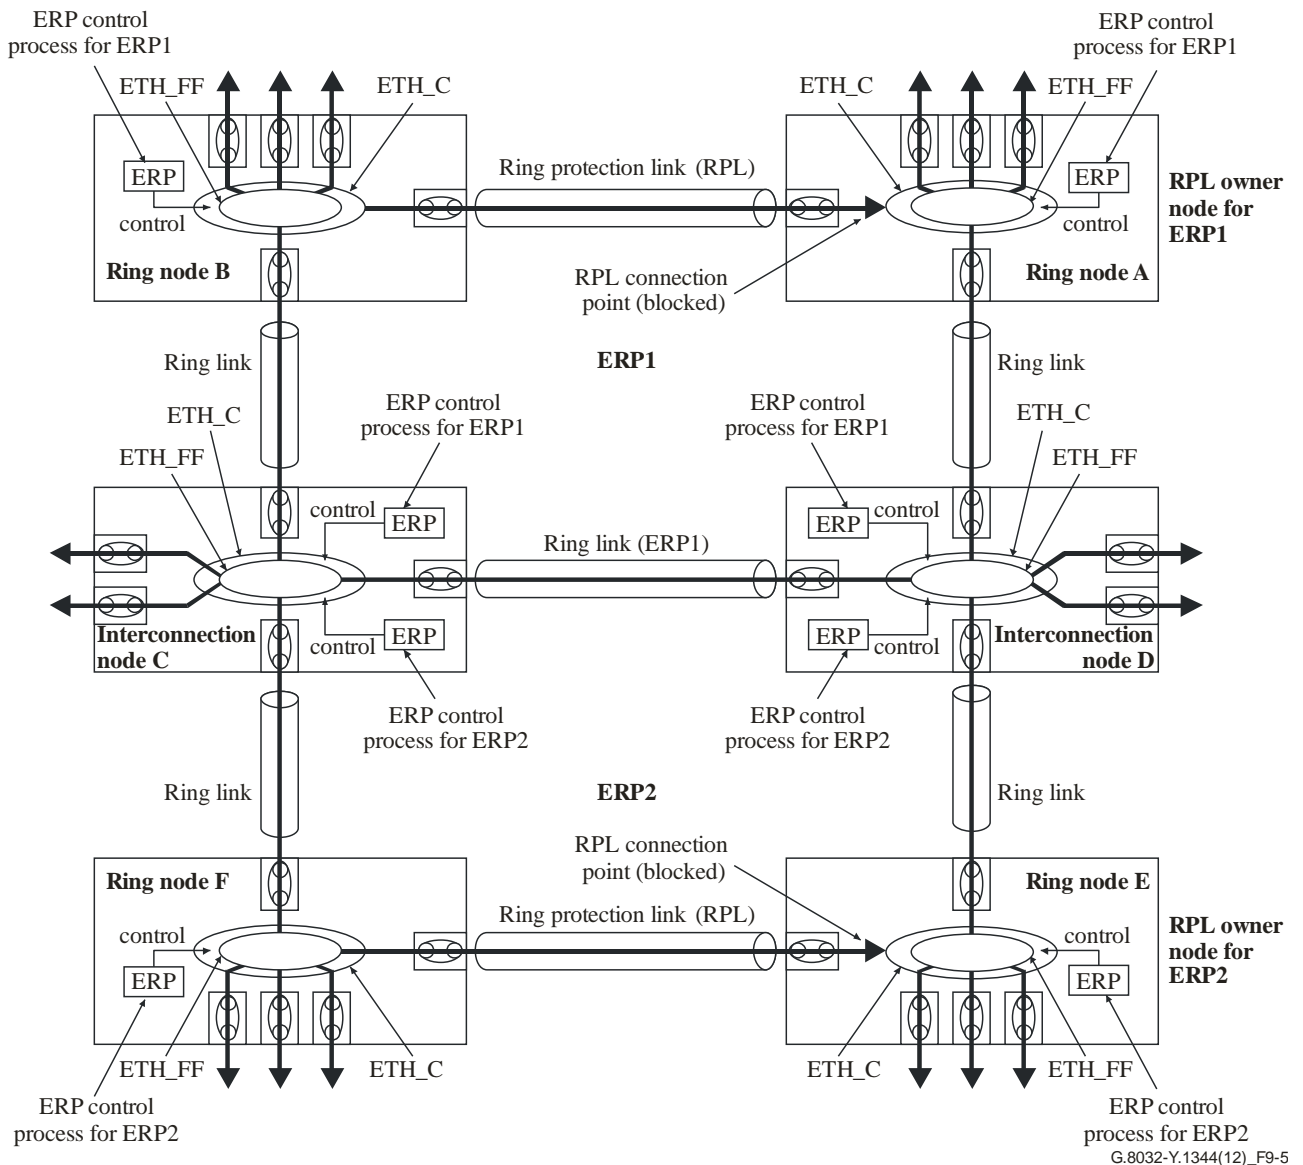 ERP control
process for ERP1
ETH_FF
ETH_C
ERP
control
Ring node B
Ring protection link (RPL)
RPL connection
point (blocked)
ERP control
process for ERP1
ETH_C
ETH_FF
ERP
control
Ring node A
RPL owner
node for
ERP1
Ring link
ERP1
Ring link
ETH_C
ETH_FF
ERP control
process for ERP1
control
ERP
Ring link (ERP1)
ERP control
process for ERP1
ERP
control
ETH_C
ETH_FF
Interconnection
node C
control
ERP
ERP control
process for ERP2
ERP
control
Interconnection
node D
ERP control
process for ERP2
Ring link
ERP2
Ring link
Ring node F
control
ERP
ETH_FF
ETH_C
ERP control
process for ERP2
RPL connection
point (blocked)
Ring protection link (RPL)
Ring node E
control
ERP
RPL owner
node for
ERP2
ETH_C
ETH_FF
ERP control
process for ERP2
G.8032-Y.1344(12)_F9-5